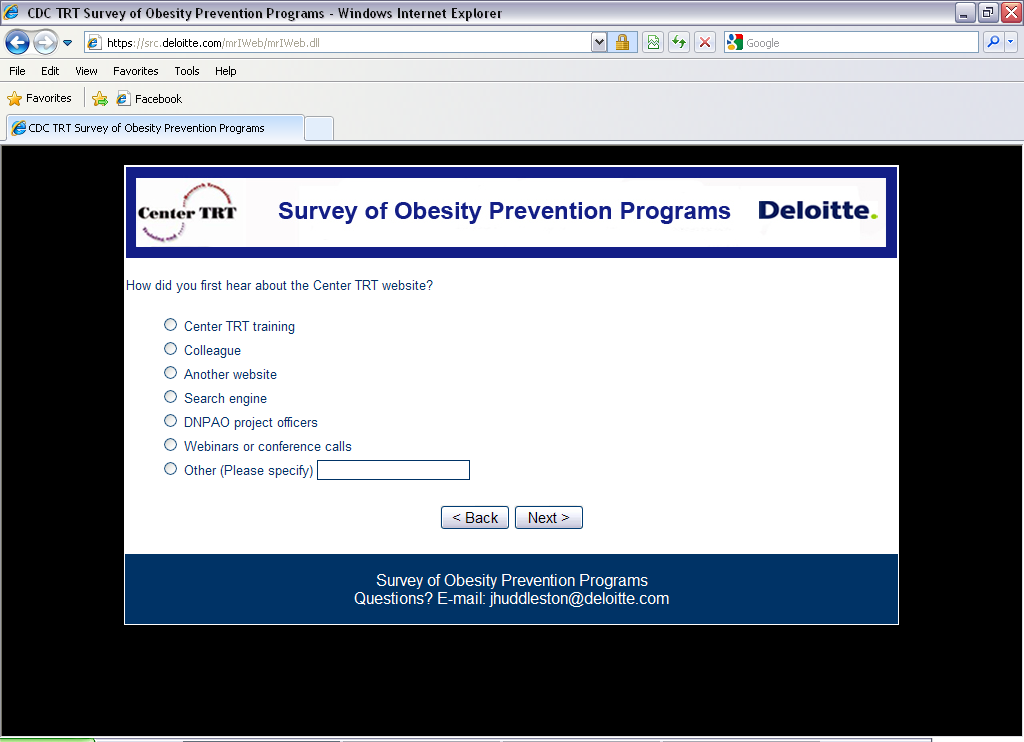 CDC TRT Survey of Obesity Prevention Programs - Windows Internet Explorer
https://src.deloitte.com/mrIWeb/mrIWeb.dll
Google
File Edit View Favorites Tools Help
Favorites Facebook
CDC TRT Survey of Obesity Prevention Programs
Center TRT
Survey of Obesity Prevention Programs
Deloitte.
How did you first hear about the Center TRT website?
Center TRT training
Colleague
Another website
Search engine
DNPAO project officers
Webinars or conference calls
Other (Please specify)
< Back Next >
Survey of Obesity Prevention Programs
Questions? E-mail: jhuddleston@deloitte.com